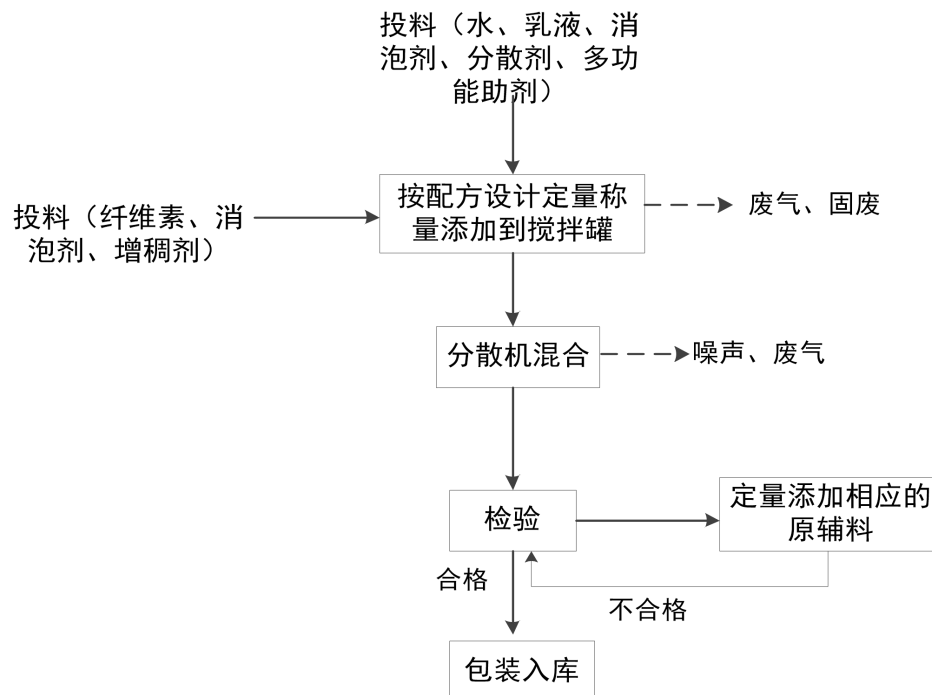 投料（水、乳液、消
泡剂、分散剂、多功
能助剂）
按配方设计定量称
量添加到搅拌罐
废气、固废
投料（纤维素、消
泡剂、增稠剂）
分散机混合
噪声、废气
检验
定量添加相应的
原辅料
合格
不合格
包装入库